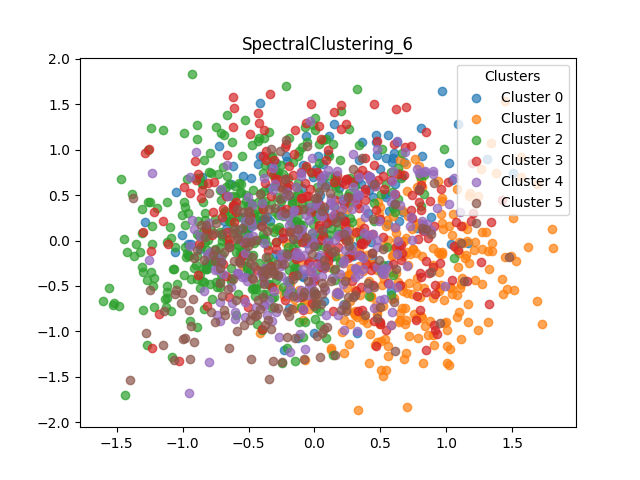 SpectralClustering_6
2.0
1.5
1.0
0.5
0.0
−0.5
−1.0
−1.5
−2.0
Clusters
Cluster 0
Cluster 1
Cluster 2
Cluster 3
Cluster 4
Cluster 5
−1.5 −1.0 −0.5 0.0 0.5 1.0 1.5